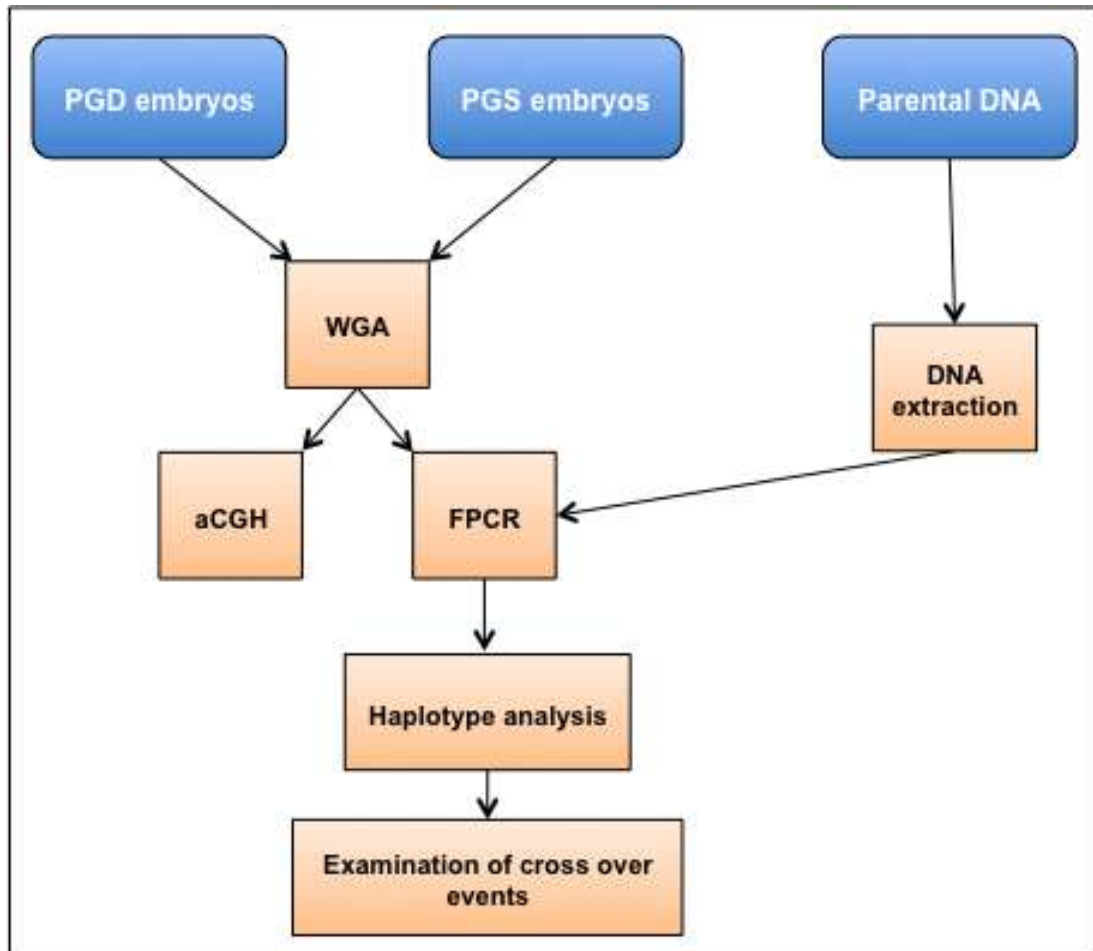 PGD embryos
PGS embryos
Parental DNA
WGA
DNA
extraction
aCGH
FPCR
Haplotype analysis
Examination of cross over
events